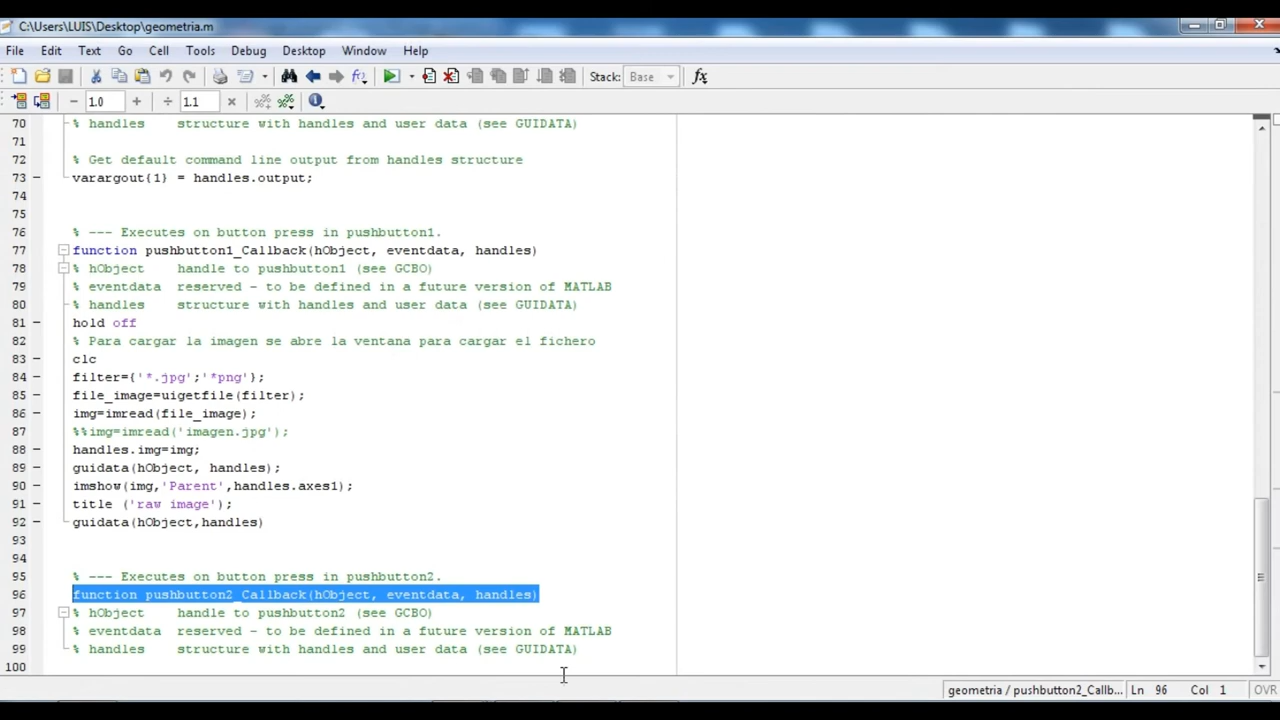 C:\Users\LUIS\Desktop\geometria.m
File Edit Text Go Cell Tools Debug Desktop Window Help
Stack: Base fx
− 1.0 + ÷ 1.1 ×
70 % handles    structure with handles and user data (see GUIDATA)
71
72 % Get default command line output from handles structure
73 − varargout{1} = handles.output;
74
75
76 % --- Executes on button press in pushbutton1.
77 function pushbutton1_Callback(hObject, eventdata, handles)
78 % hObject    handle to pushbutton1 (see GCBO)
79 % eventdata  reserved - to be defined in a future version of MATLAB
80 % handles    structure with handles and user data (see GUIDATA)
81 − hold off
82 % Para cargar la imagen se abre la ventana para cargar el fichero
83 − clc
84 − filter={'*.jpg';'*png'};
85 − file_image=uigetfile(filter);
86 − img=imread(file_image);
87 %%img=imread('imagen.jpg');
88 − handles.img=img;
89 − guidata(hObject, handles);
90 − imshow(img,'Parent',handles.axes1);
91 − title ('raw image');
92 − guidata(hObject,handles)
93
94
95 % --- Executes on button press in pushbutton2.
96 function pushbutton2_Callback(hObject, eventdata, handles)
97 % hObject    handle to pushbutton2 (see GCBO)
98 % eventdata  reserved - to be defined in a future version of MATLAB
99 % handles    structure with handles and user data (see GUIDATA)
100
geometria / pushbutton2_Callb... Ln 96 Col 1 OVR